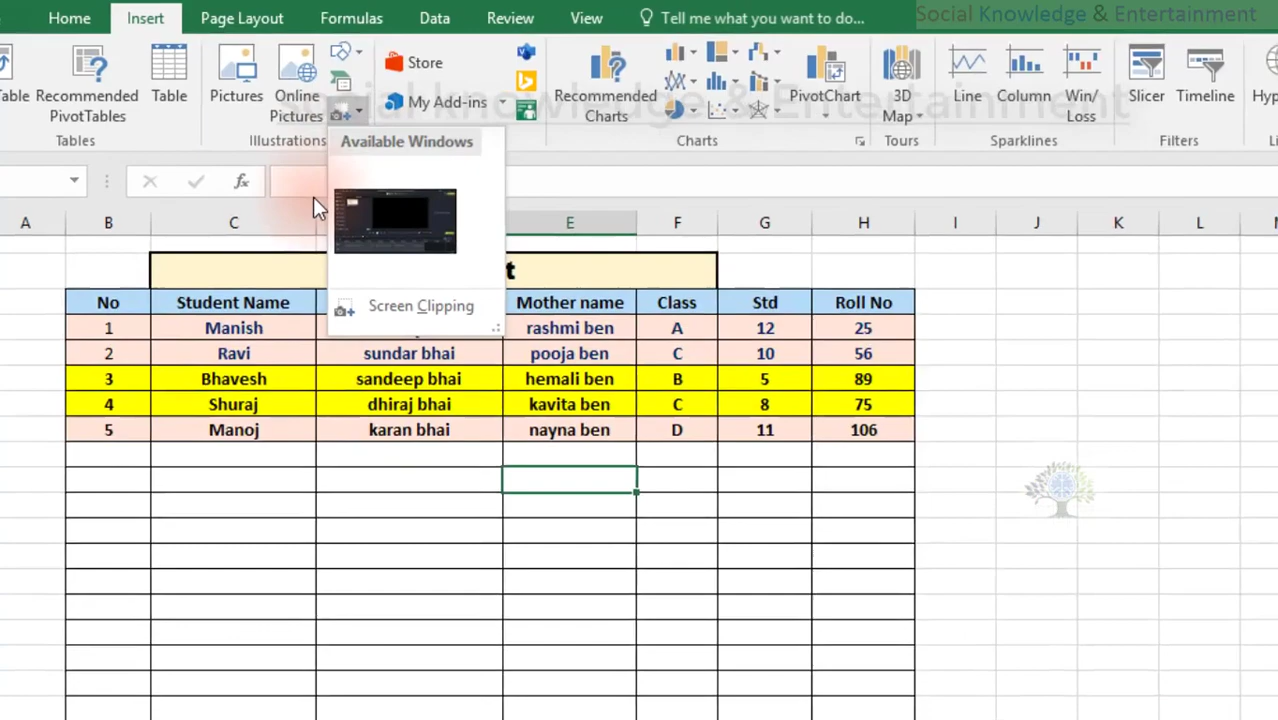 Home Insert Page Layout Formulas Data Review View Tell me what you want to do...
Social Knowledge & Entertainment
Social knowledge & Entertainment
Recommended PivotTables
Table
Pictures
Online Pictures
Store
My Add-ins
Recommended Charts
PivotChart
3D Map
Line
Column
Win/ Loss
Slicer
Timeline
Tables Illustrations Charts Tours Sparklines Filters
Available Windows
Screen Clipping
fx
A B C E F G H I J K L
t
No Student Name Mother name Class Std Roll No
1 Manish rashmi ben A 12 25
2 Ravi sundar bhai pooja ben C 10 56
3 Bhavesh sandeep bhai hemali ben B 5 89
4 Shuraj dhiraj bhai kavita ben C 8 75
5 Manoj karan bhai nayna ben D 11 106